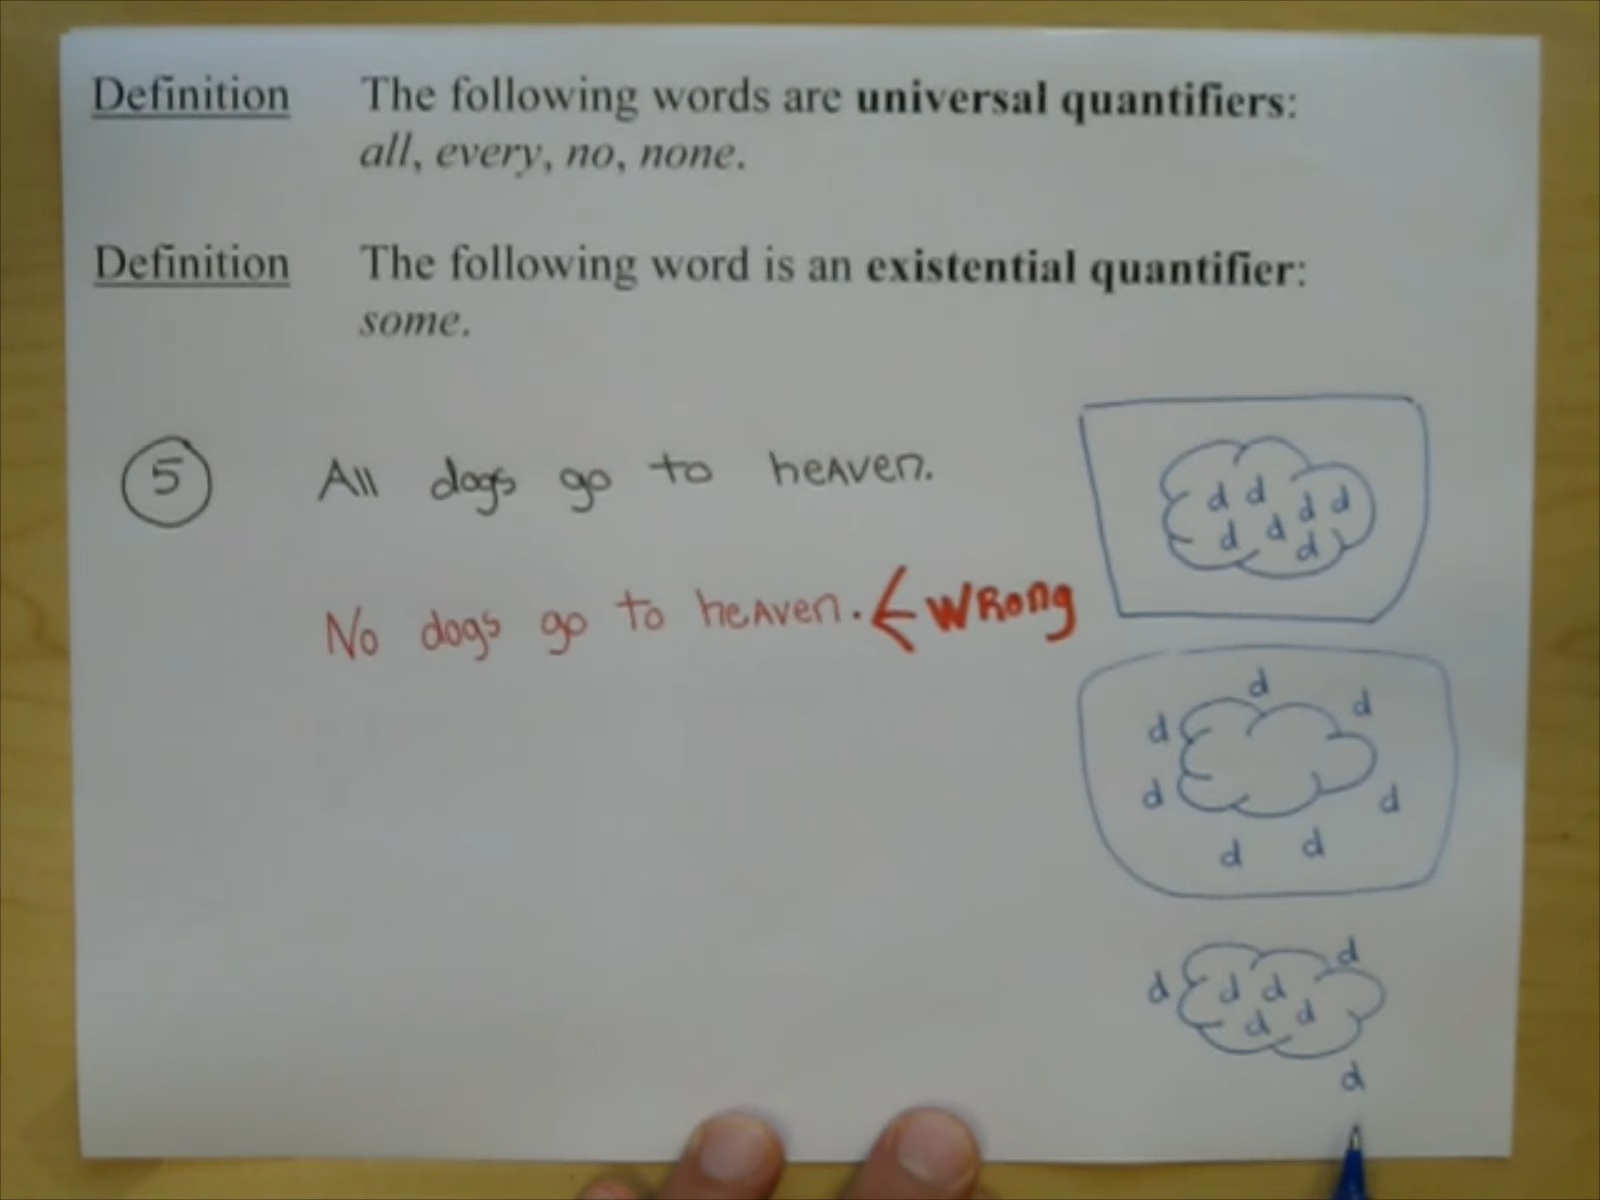 Definition The following words are universal quantifiers:
all, every, no, none.
Definition The following word is an existential quantifier:
some.
5 All dogs go to heaven.
d d d d
d d d
No dogs go to heaven. ← WRONG
d
d d
d d
d d
d
d d d
d d
d